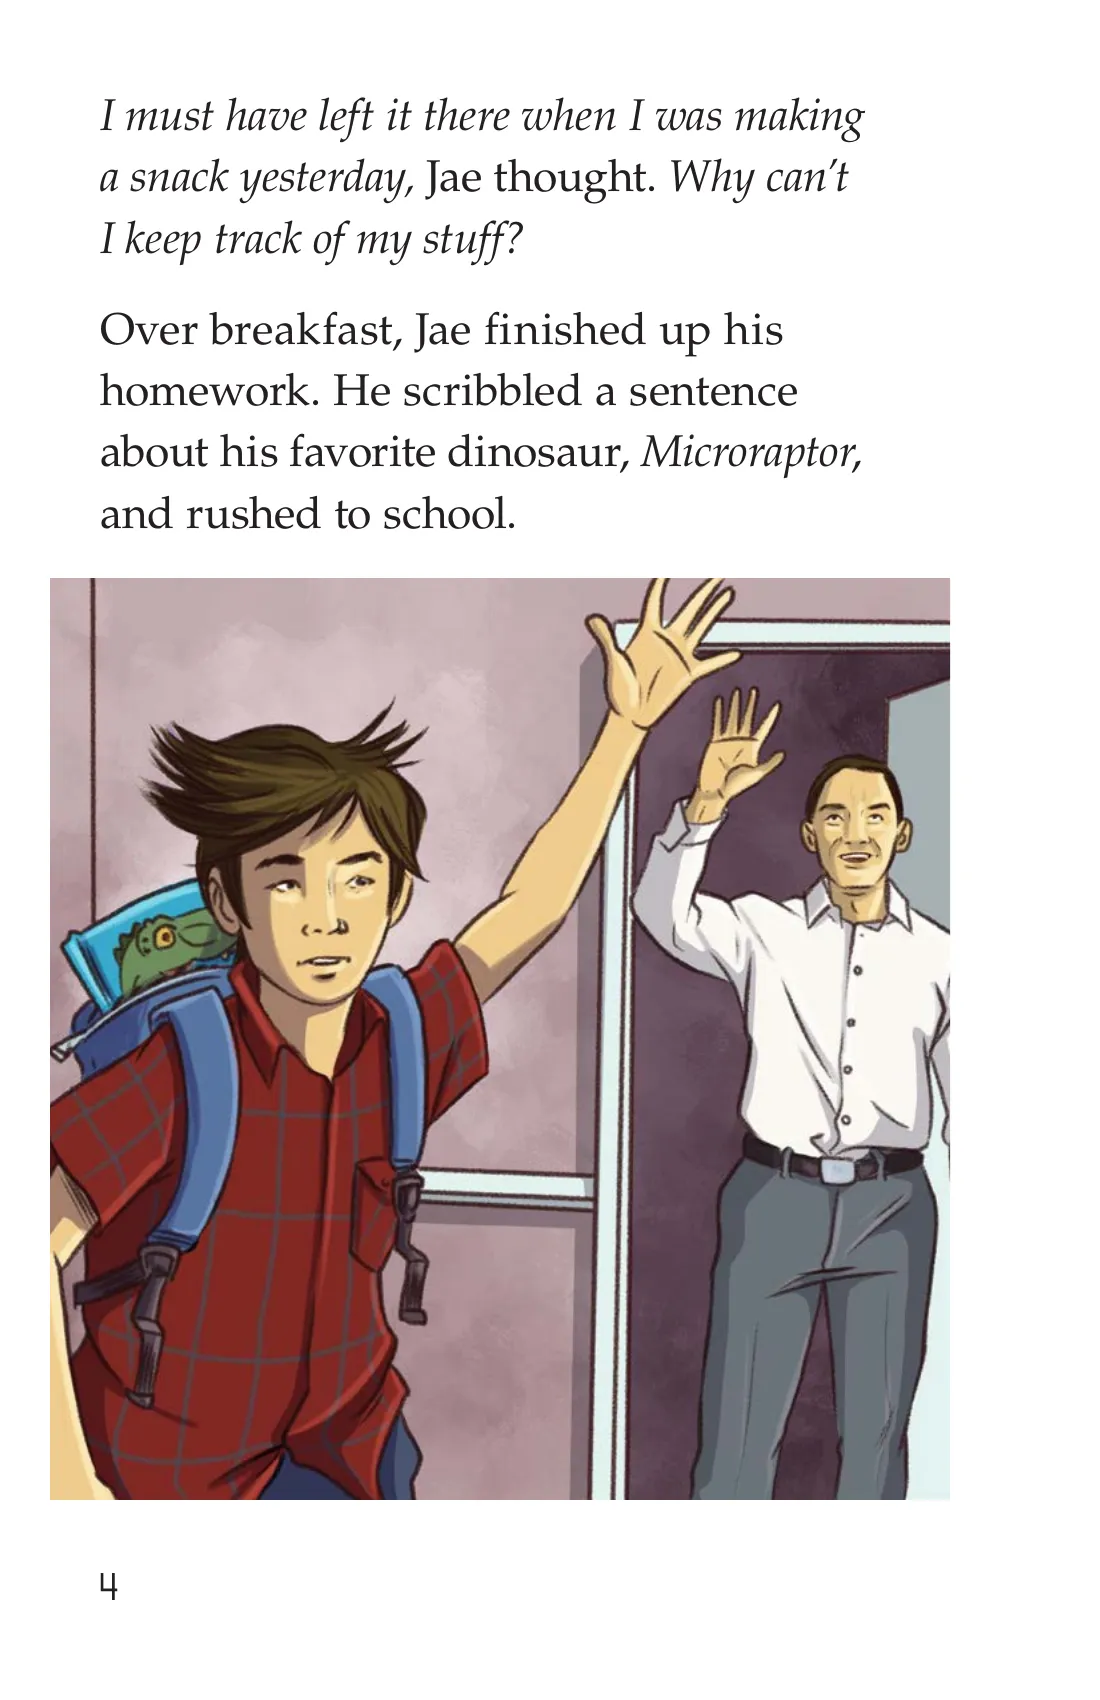 I must have left it there when I was making
a snack yesterday, Jae thought. Why can’t
I keep track of my stuff?
Over breakfast, Jae finished up his
homework. He scribbled a sentence
about his favorite dinosaur, Microraptor,
and rushed to school.
4